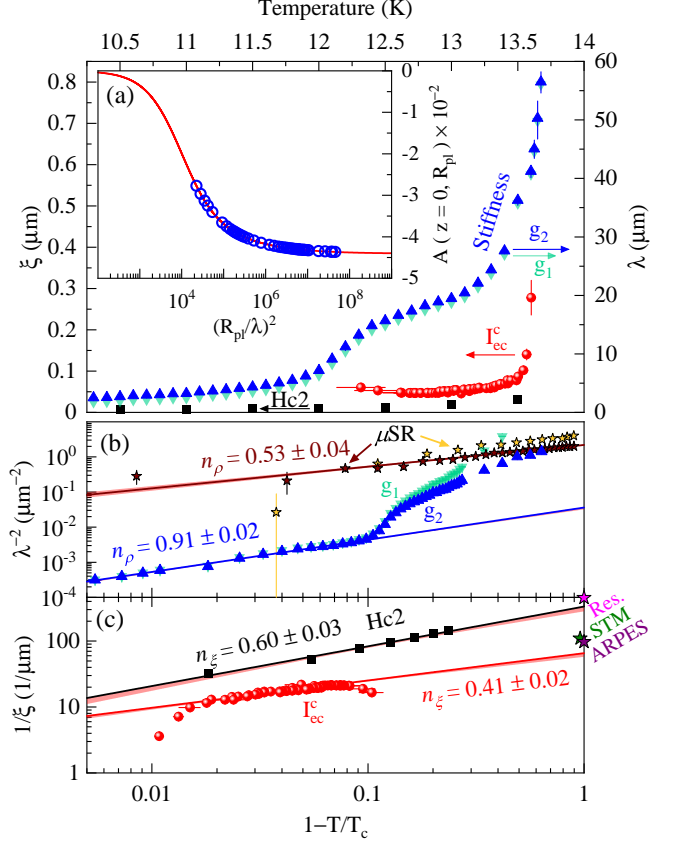 Temperature (K)
10.5 11 11.5 12 12.5 13 13.5 14
0.8
0.7
0.6
0.5
0.4
0.3
0.2
0.1
0
ξ (μm)
60
50
40
30
20
10
0
λ (μm)
(a)
0
-1
-2
-3
-4
-5
A ( z = 0, R_pl ) × 10^-2
10^4 10^6 10^8
(R_pl/λ)^2
Stiffness
g_2
g_1
I^c_ec
Hc2
(b)
10^0
10^-1
10^-2
10^-3
10^-4
λ^-2 (μm^-2)
n_ρ = 0.53 ± 0.04
μSR
g_1
g_2
n_ρ = 0.91 ± 0.02
(c)
100
10
1
1/ξ (1/μm)
n_ξ = 0.60 ± 0.03
Hc2
Res.
STM
ARPES
I^c_ec
n_ξ = 0.41 ± 0.02
0.01 0.1 1
1−T/T_c